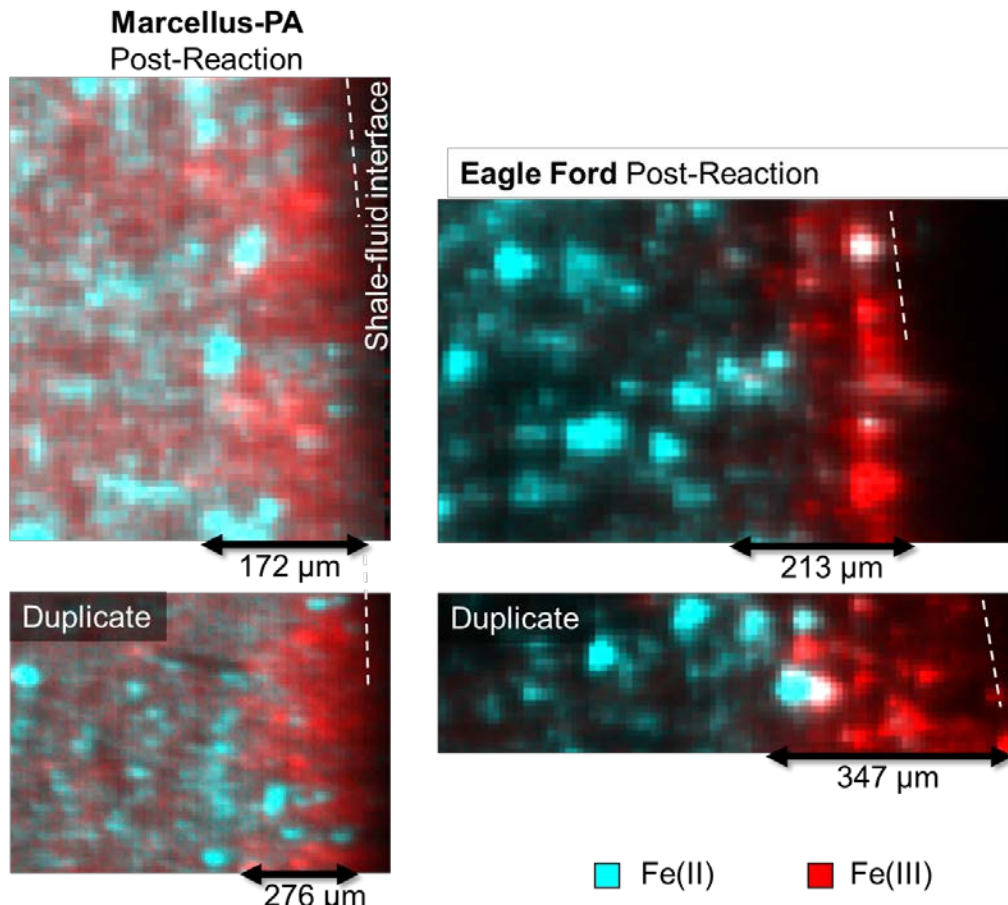 Marcellus-PA
Post-Reaction
Shale-fluid interface
172 µm
Duplicate
276 µm
Eagle Ford Post-Reaction
213 µm
Duplicate
347 µm
Fe(II)
Fe(III)